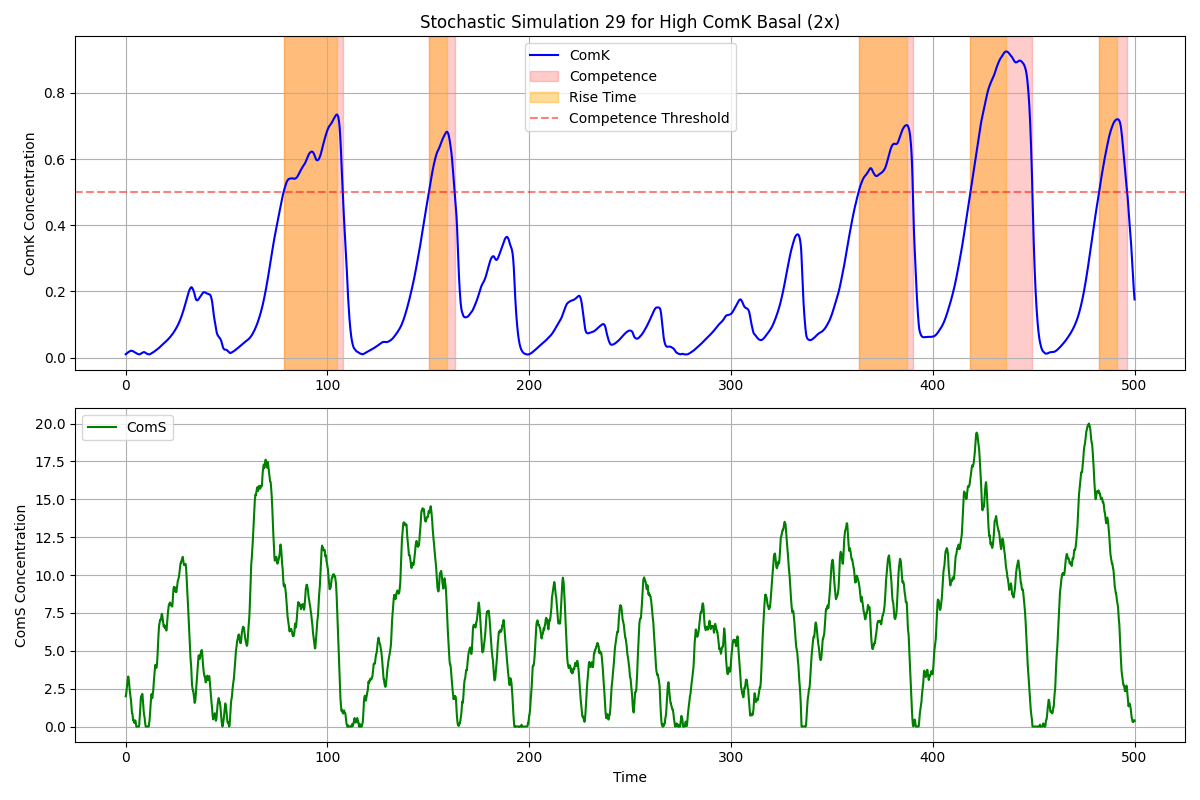 Stochastic Simulation 29 for High ComK Basal (2x)
ComK
Competence
Rise Time
Competence Threshold
ComK Concentration
0.8
0.6
0.4
0.2
0.0
0 100 200 300 400 500
ComS
ComS Concentration
20.0
17.5
15.0
12.5
10.0
7.5
5.0
2.5
0.0
0 100 200 300 400 500
Time